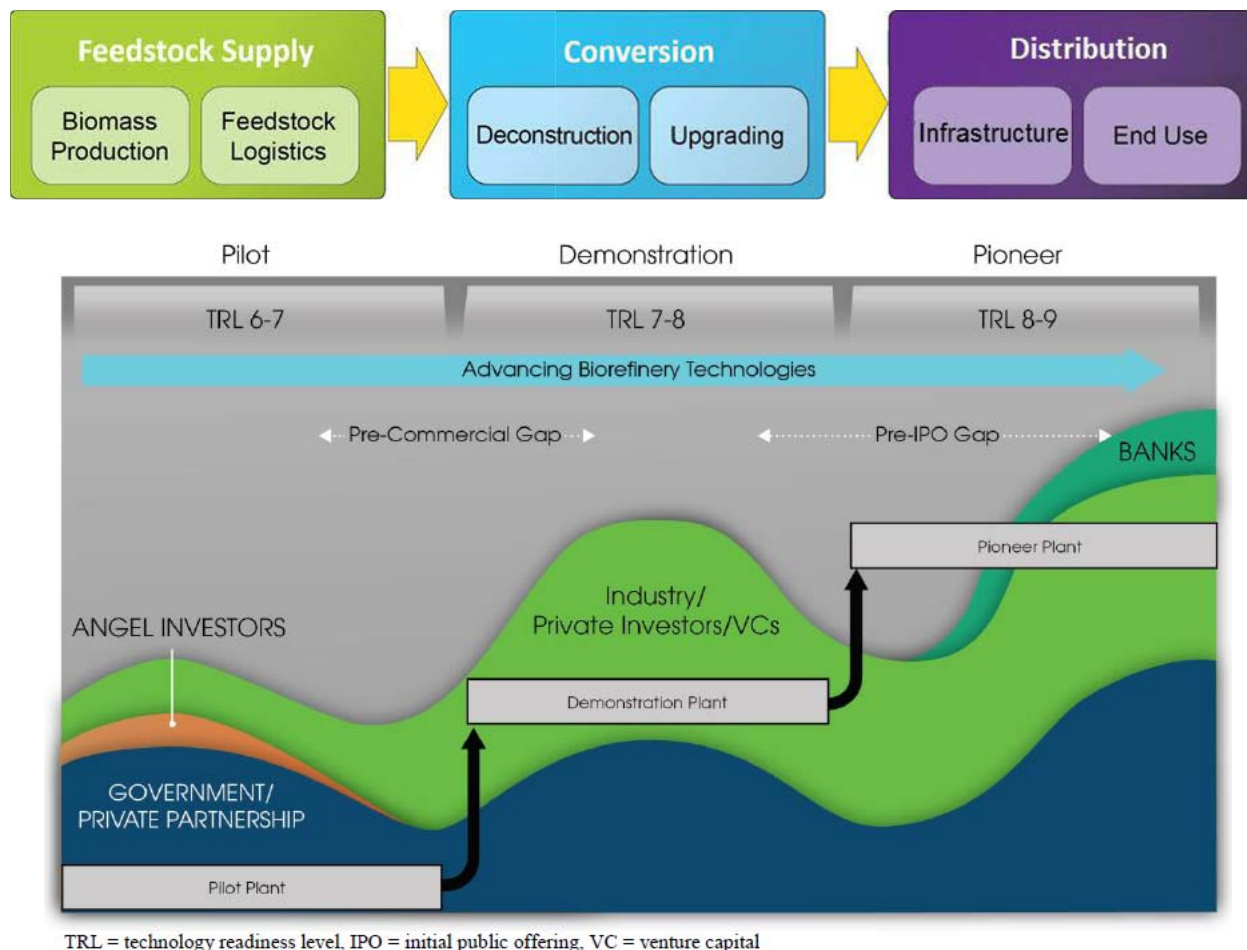 Feedstock Supply
Biomass
Production
Feedstock
Logistics
Conversion
Deconstruction
Upgrading
Distribution
Infrastructure
End Use
Pilot
Demonstration
Pioneer
TRL 6-7
TRL 7-8
TRL 8-9
Advancing Biorefinery Technologies
Pre-Commercial Gap
Pre-IPO Gap
BANKS
Pioneer Plant
Industry/
Private Investors/VCs
ANGEL INVESTORS
Demonstration Plant
GOVERNMENT/
PRIVATE PARTNERSHIP
Pilot Plant
TRL = technology readiness level, IPO = initial public offering, VC = venture capital